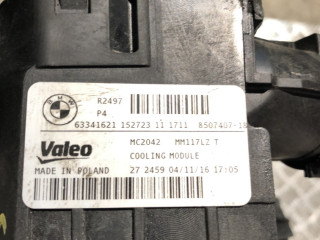 BMW
R2497
P4
63341621 152723 11 1711 8507407-10
Valeo
MC2042 MM117LZ T
COOLING MODULE
MADE IN POLAND 27 2459 04/11/16 17:05